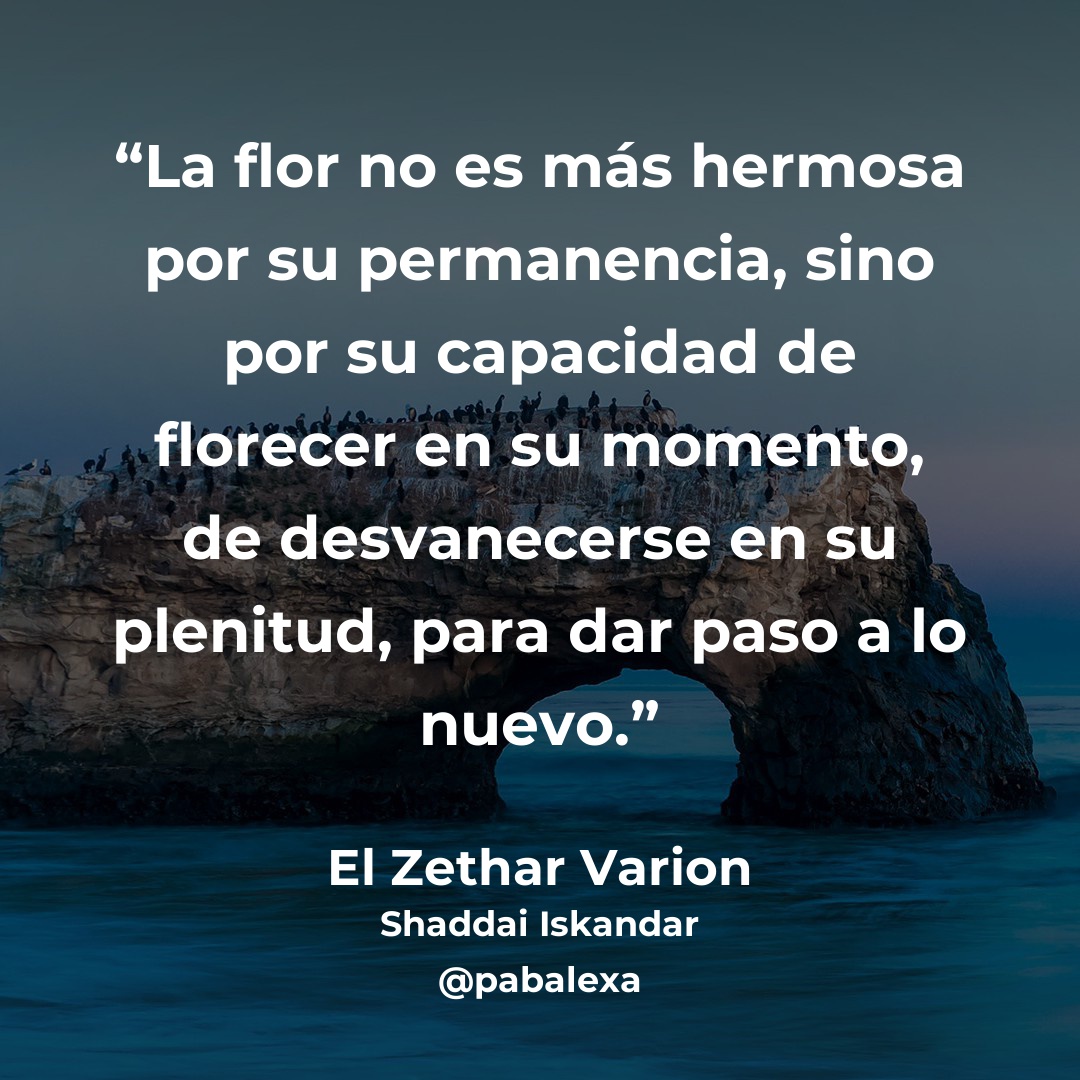 “La flor no es más hermosa
por su permanencia, sino
por su capacidad de
florecer en su momento,
de desvanecerse en su
plenitud, para dar paso a lo
nuevo.”
El Zethar Varion
Shaddai Iskandar
@pabalexa